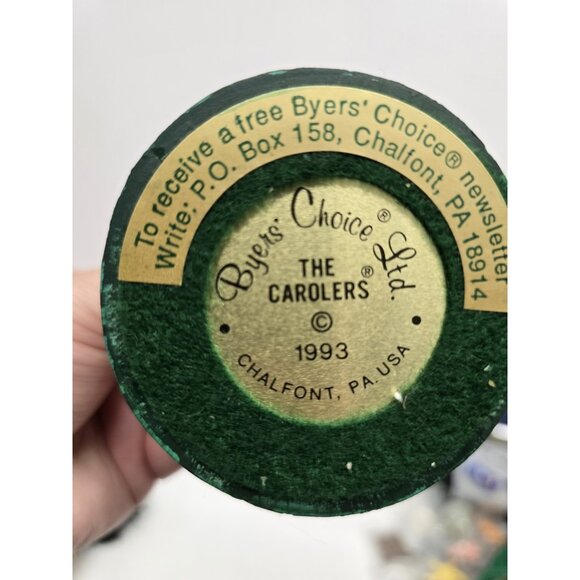 To receive a free Byers' Choice® newsletter
Write: P.O. Box 158, Chalfont, PA 18914
Byers' Choice® Ltd.
THE
CAROLERS®
©
1993
• CHALFONT, PA. USA •